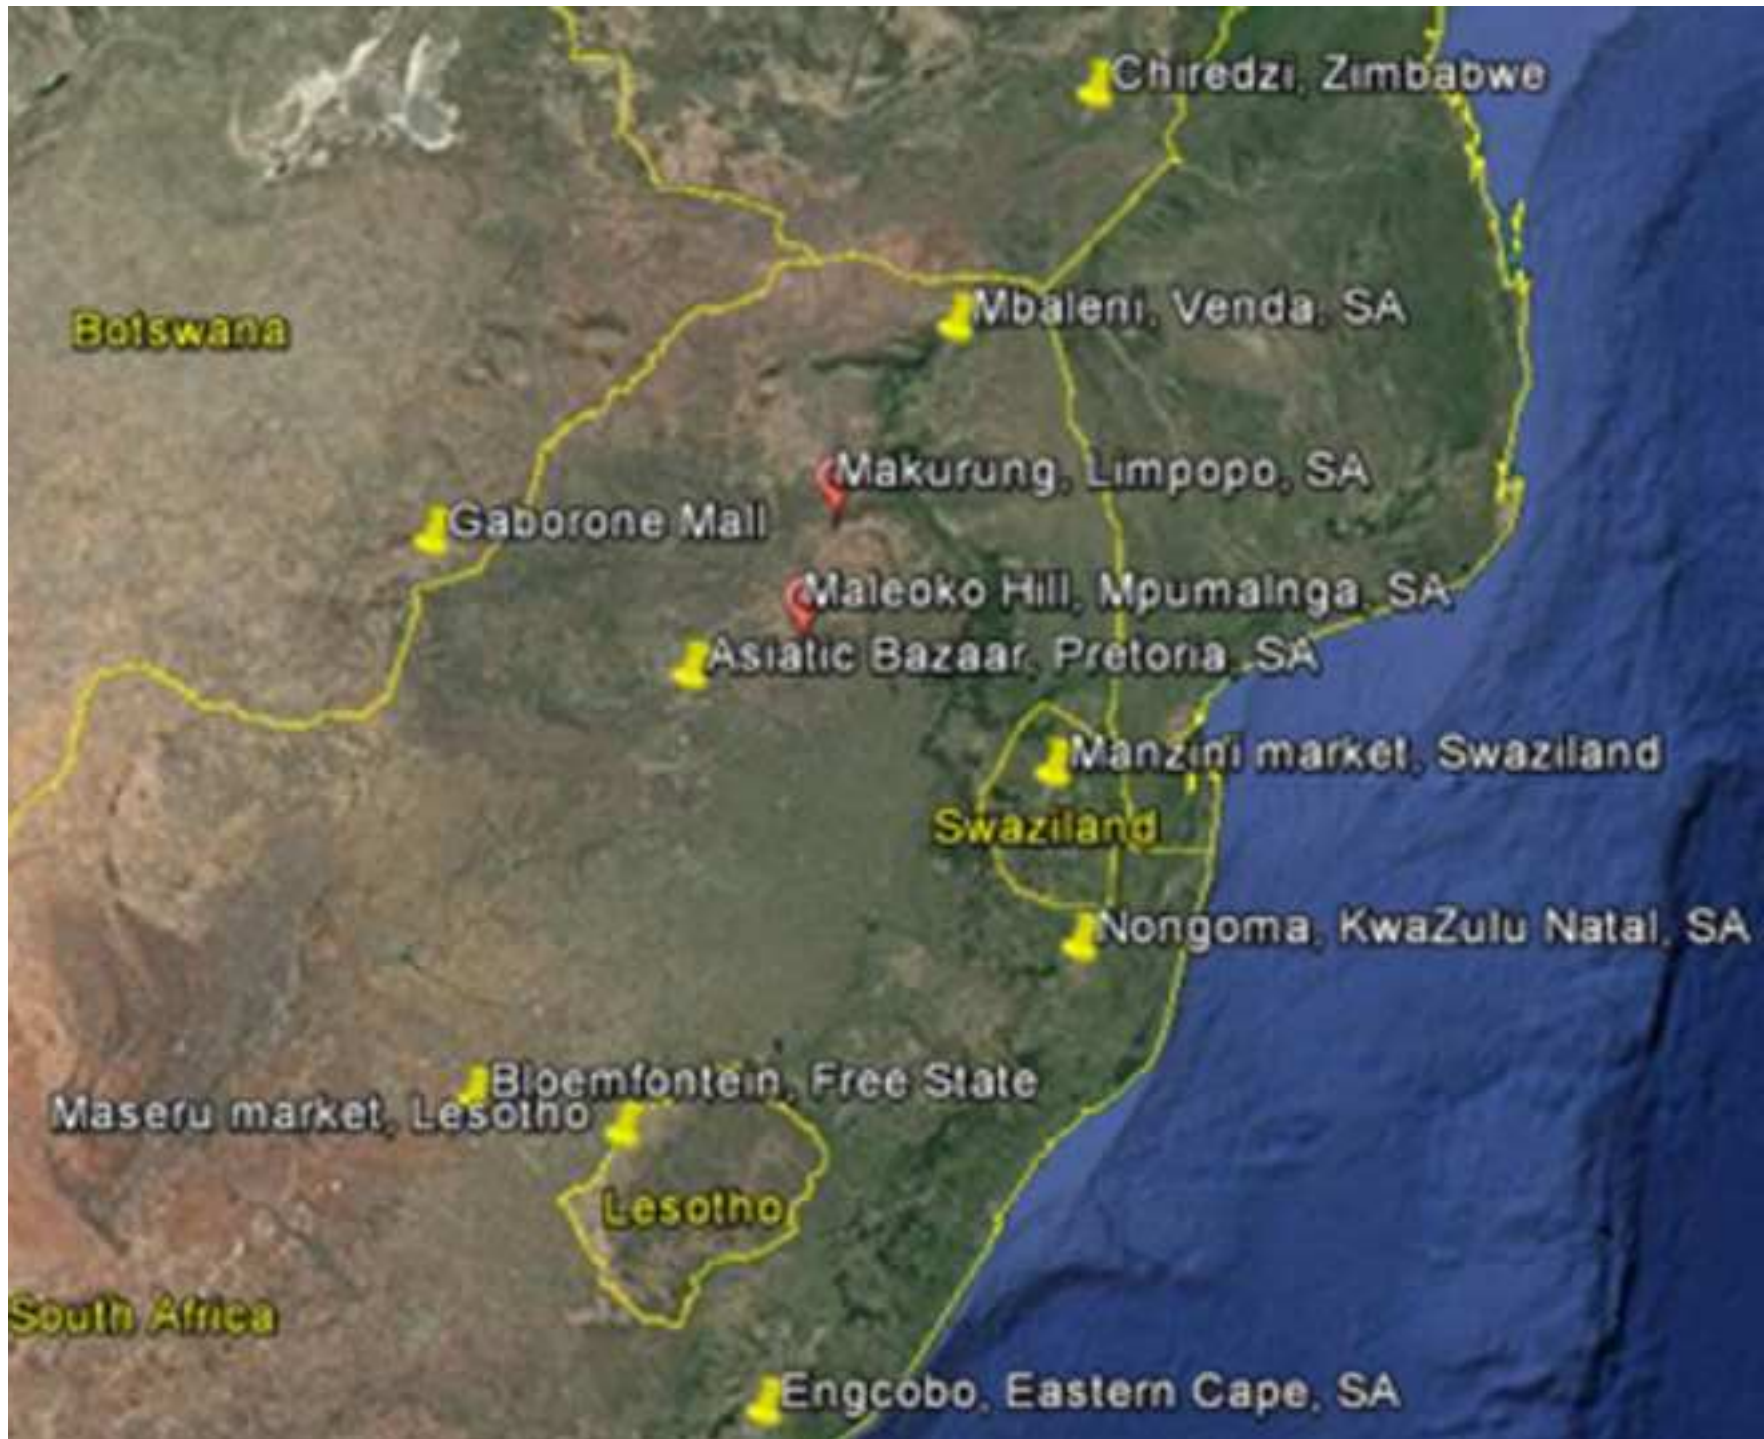 Chiredzi, Zimbabwe
Mbaleni, Venda, SA
Botswana
Makurung, Limpopo, SA
Gaborone Mall
Maleoko Hill, Mpumalnga, SA
Asiatic Bazaar, Pretoria, SA
Manzini market, Swaziland
Swaziland
Nongoma, KwaZulu Natal, SA
Bloemfontein, Free State
Maseru market, Lesotho
Lesotho
South Africa
Engcobo, Eastern Cape, SA